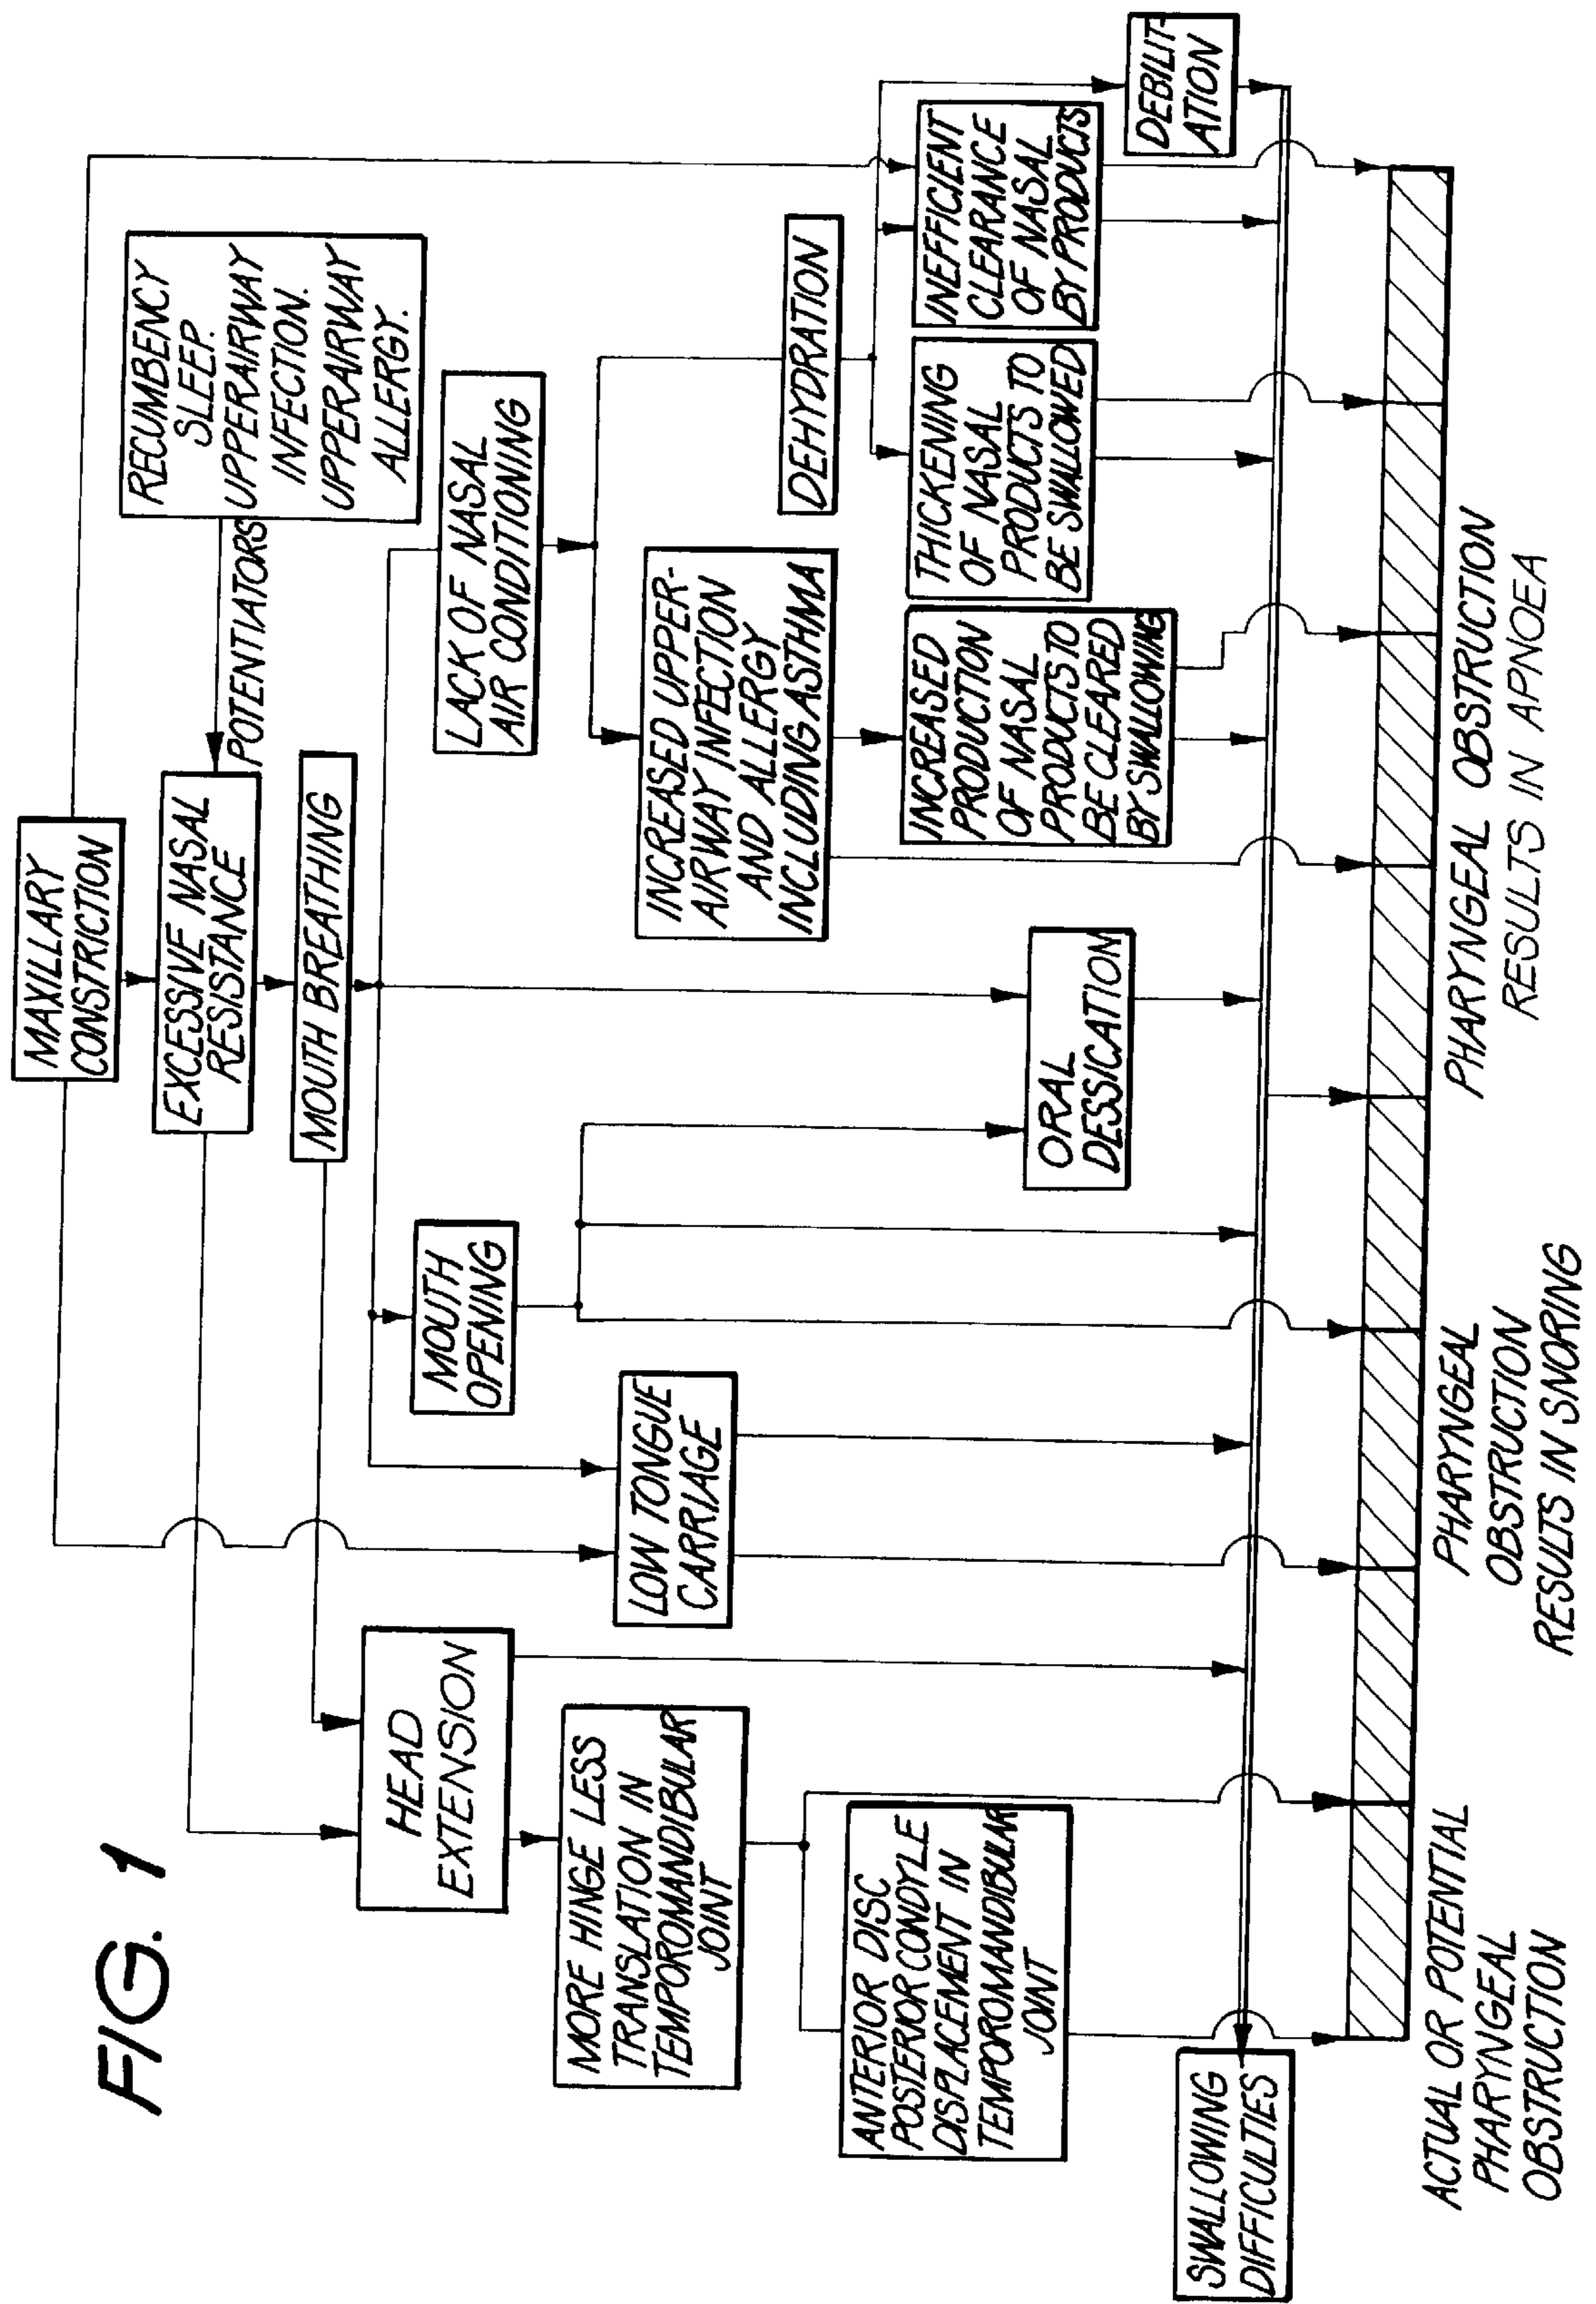 FIG. 1
MAXILLARY
CONSTRICTION
RECUMBENCY
SLEEP.
UPPERAIRWAY
INFECTION.
UPPERAIRWAY
ALLERGY.
POTENTIATORS
EXCESSIVE NASAL
RESISTANCE
MOUTH BREATHING
HEAD
EXTENSION
MOUTH
OPENING
LACK OF NASAL
AIR CONDITIONING
MORE HINGE LESS
TRANSLATION IN
TEMPOROMANDIBULAR
JOINT
LOW TONGUE
CARRIAGE
INCREASED UPPER-
AIRWAY INFECTION
AND ALLERGY
INCLUDING ASTHMA
DEHYDRATION
ANTERIOR DISC
POSTERIOR CONDYLE
DISPLACEMENT IN
TEMPOROMANDIBULAR
JOINT
ORAL
DESSICATION
INCREASED
PRODUCTION
OF NASAL
PRODUCTS TO
BE CLEARED
BY SWALLOWING
THICKENING
OF NASAL
PRODUCTS TO
BE SWALLOWED
INEFFICIENT
CLEARANCE
OF NASAL
BY PRODUCTS
DEBILIT-
ATION
SWALLOWING
DIFFICULTIES
ACTUAL OR POTENTIAL
PHARYNGEAL
OBSTRUCTION
PHARYNGEAL
OBSTRUCTION
RESULTS IN SNORING
PHARYNGEAL OBSTRUCTION
RESULTS IN APNOEA